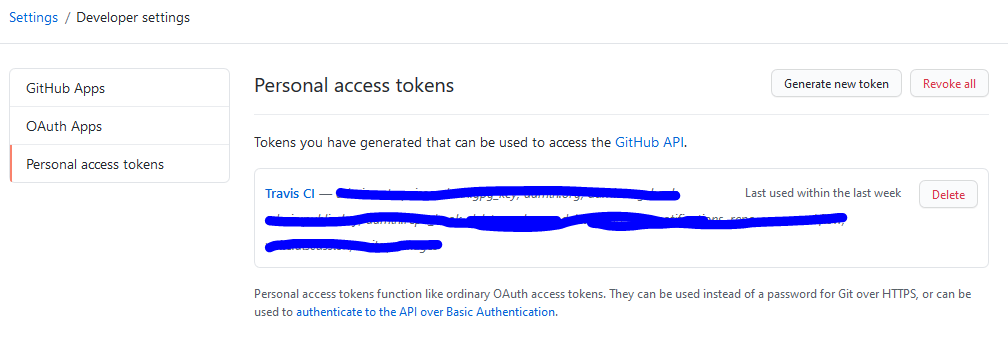 Settings / Developer settings
GitHub Apps
OAuth Apps
Personal access tokens
Personal access tokens
Generate new token
Revoke all
Tokens you have generated that can be used to access the GitHub API.
Travis CI —
Last used within the last week
Delete
Personal access tokens function like ordinary OAuth access tokens. They can be used instead of a password for Git over HTTPS, or can be
used to authenticate to the API over Basic Authentication.